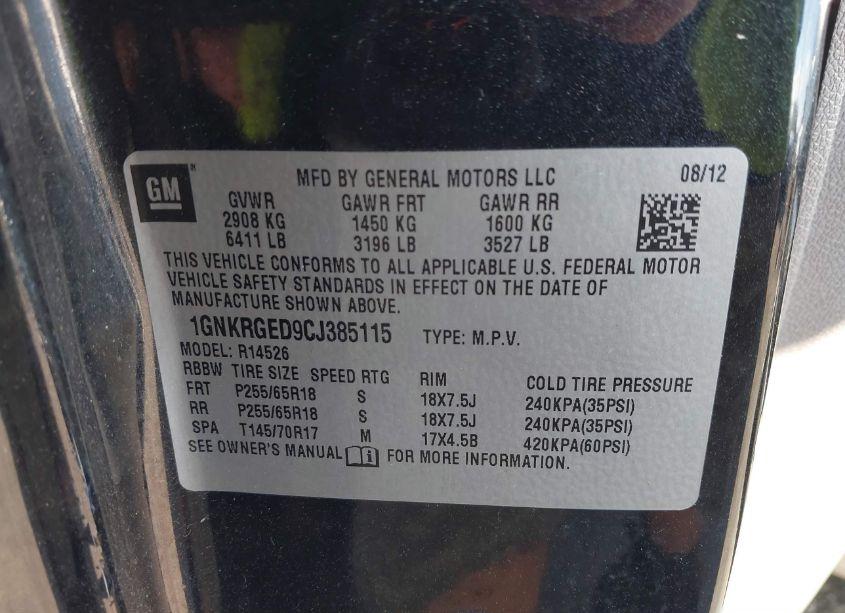 GM
MFD BY GENERAL MOTORS LLC 08/12
GVWR GAWR FRT GAWR RR
2908 KG 1450 KG 1600 KG
6411 LB 3196 LB 3527 LB
THIS VEHICLE CONFORMS TO ALL APPLICABLE U.S. FEDERAL MOTOR
VEHICLE SAFETY STANDARDS IN EFFECT ON THE DATE OF
MANUFACTURE SHOWN ABOVE.
1GNKRGED9CJ385115 TYPE: M.P.V.
MODEL: R14526
RBBW TIRE SIZE SPEED RTG RIM COLD TIRE PRESSURE
FRT P255/65R18 S 18X7.5J 240KPA(35PSI)
RR P255/65R18 S 18X7.5J 240KPA(35PSI)
SPA T145/70R17 M 17X4.5B 420KPA(60PSI)
SEE OWNER'S MANUAL i FOR MORE INFORMATION.